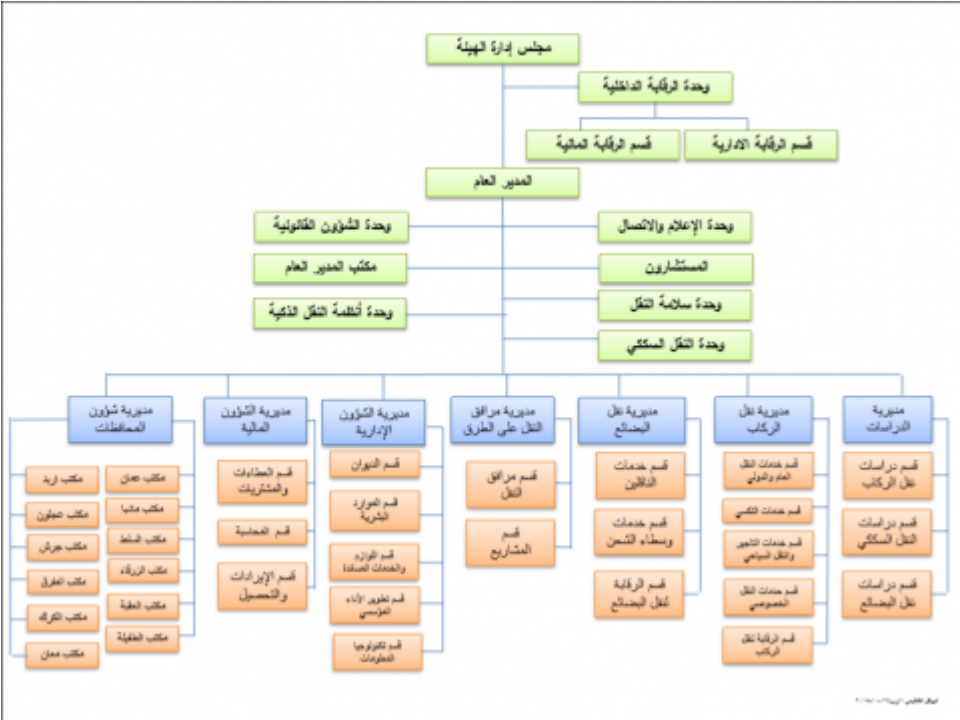 مجلس إدارة الهيئة
وحدة الرقابة الداخلية
قسم الرقابة الادارية
قسم الرقابة المالية
المدير العام
وحدة الإعلام والاتصال
وحدة الشؤون القانونية
المستشارون
مكتب المدير العام
وحدة سلامة النقل
وحدة أنظمة النقل الذكية
وحدة النقل السككي
مديرية
الدراسات
قسم دراسات
نقل الركاب
قسم دراسات
النقل السككي
قسم دراسات
نقل البضائع
مديرية نقل
الركاب
قسم خدمات النقل
العام والدولي
قسم خدمات التكسي
قسم خدمات التاجير
والنقل السياحي
قسم خدمات النقل
الخصوصي
قسم الرقابة لنقل
الركاب
مديرية نقل
البضائع
قسم خدمات
الناقلين
قسم خدمات
وسطاء الشحن
قسم الرقابة
لنقل البضائع
مديرية مرافق
النقل على الطرق
قسم مرافق
النقل
قسم
المشاريع
مديرية الشؤون
الإدارية
قسم الديوان
قسم الموارد
البشرية
قسم اللوازم
والخدمات المساندة
قسم تطوير الأداء
المؤسسي
قسم تكنولوجيا
المعلومات
مديرية الشؤون
المالية
قسم العطاءات
والمشتريات
قسم المحاسبة
قسم الإيرادات
والتحصيل
مديرية شؤون
المحافظات
مكتب عمان
مكتب مادبا
مكتب السلط
مكتب الزرقاء
مكتب العقبة
مكتب الطفيلة
مكتب اربد
مكتب عجلون
مكتب جرش
مكتب المفرق
مكتب الكرك
مكتب معان